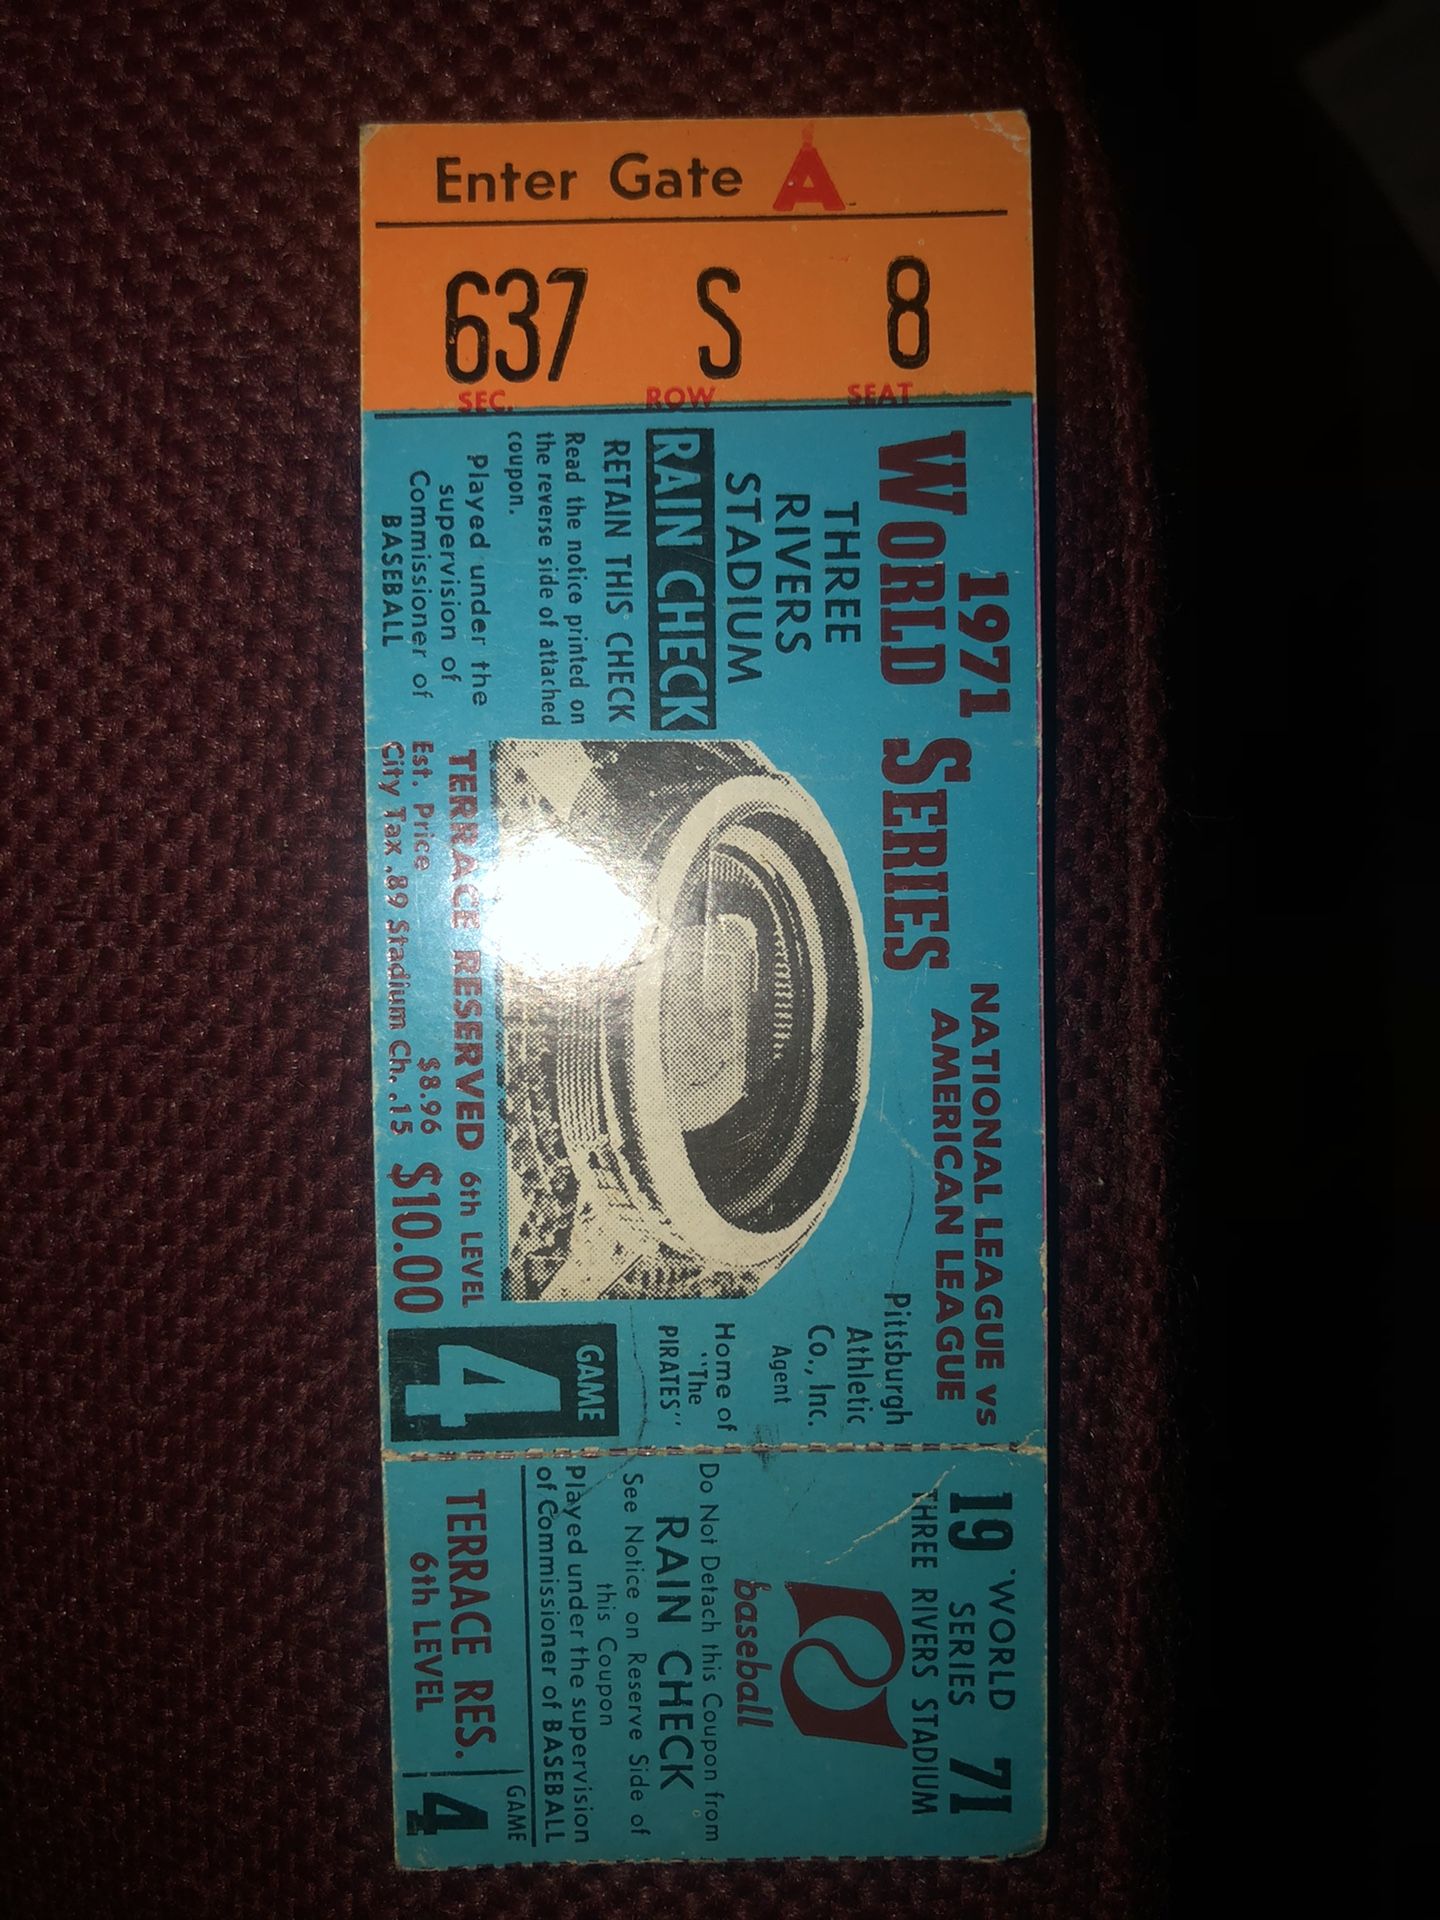 Enter Gate A
637 S 8
SEC. ROW SEAT
1971
WORLD SERIES
NATIONAL LEAGUE vs
AMERICAN LEAGUE
THREE
RIVERS
STADIUM
RAIN CHECK
RETAIN THIS CHECK
Read the notice printed on
the reverse side of attached
coupon.
Played under the
supervision of
Commissioner of
BASEBALL
Pittsburgh
Athletic
Co., Inc.
Agent
Home of
"The
PIRATES"
TERRACE RESERVED 6th LEVEL
Est. Price $8.96
City Tax .89 Stadium Ch. .15 $10.00
GAME
4
19 WORLD SERIES 71
THREE RIVERS STADIUM
baseball
Do Not Detach this Coupon from
RAIN CHECK
See Notice on Reserve Side of
this Coupon
Played under the supervision
of Commissioner of BASEBALL
TERRACE RES.
6th LEVEL
GAME
4